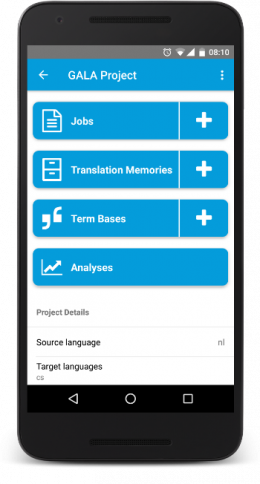 08:10
GALA Project
Jobs
Translation Memories
Term Bases
Analyses
Project Details
Source language nl
Target languages
cs